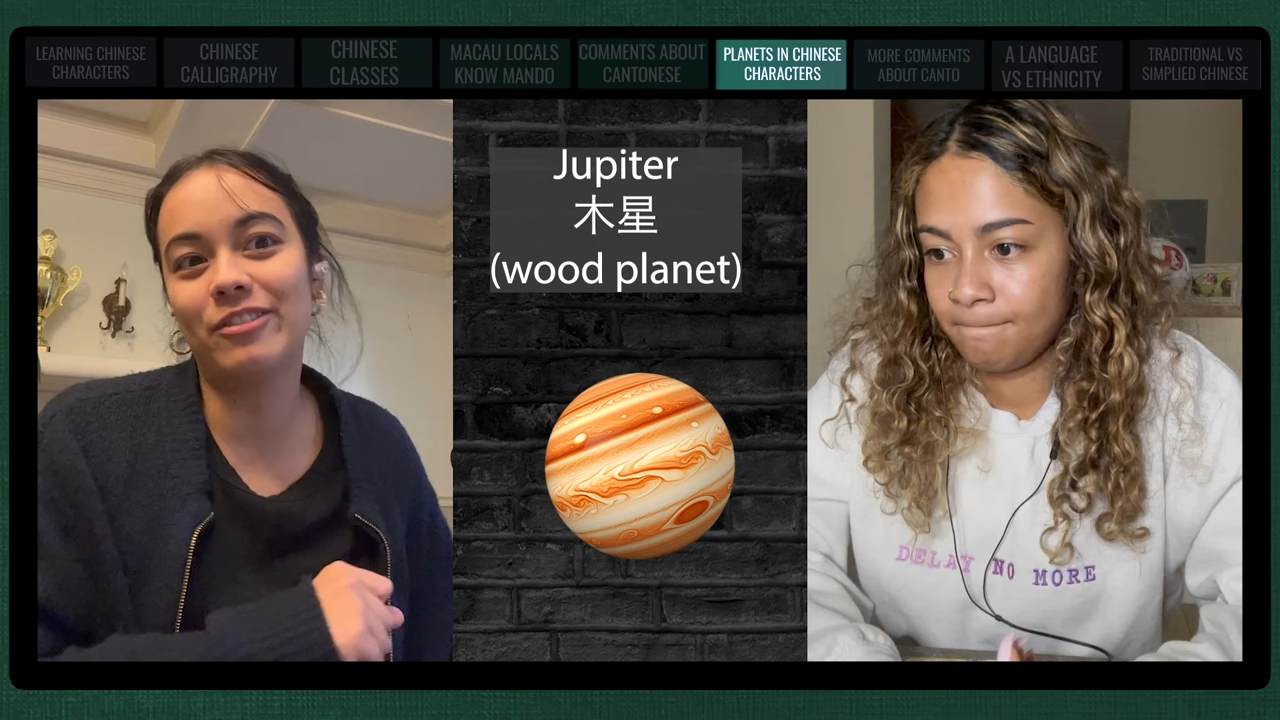 LEARNING CHINESE
CHARACTERS
CHINESE
CALLIGRAPHY
CHINESE
CLASSES
MACAU LOCALS
KNOW MANDO
COMMENTS ABOUT
CANTONESE
PLANETS IN CHINESE
CHARACTERS
MORE COMMENTS
ABOUT CANTO
A LANGUAGE
VS ETHNICITY
TRADITIONAL VS
SIMPLIED CHINESE
Jupiter
木星
(wood planet)
DELAY NO MORE